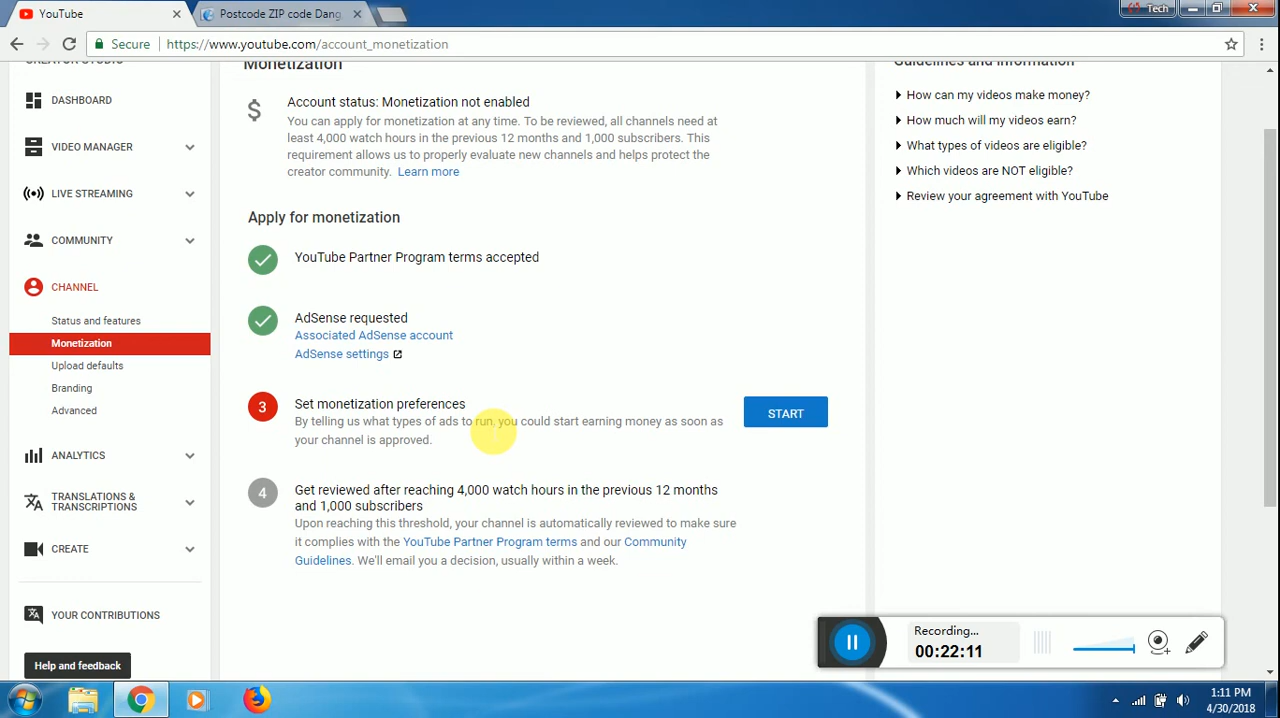 YouTube
Postcode ZIP code Dang
Tech
Secure
https://www.youtube.com/account_monetization
CREATOR STUDIO
DASHBOARD
VIDEO MANAGER
LIVE STREAMING
COMMUNITY
CHANNEL
Status and features
Monetization
Upload defaults
Branding
Advanced
ANALYTICS
TRANSLATIONS &
TRANSCRIPTIONS
CREATE
YOUR CONTRIBUTIONS
Help and feedback
Monetization
$
Account status: Monetization not enabled
You can apply for monetization at any time. To be reviewed, all channels need at
least 4,000 watch hours in the previous 12 months and 1,000 subscribers. This
requirement allows us to properly evaluate new channels and helps protect the
creator community. Learn more
Apply for monetization
YouTube Partner Program terms accepted
AdSense requested
Associated AdSense account
AdSense settings
3
Set monetization preferences
By telling us what types of ads to run, you could start earning money as soon as
your channel is approved.
START
4
Get reviewed after reaching 4,000 watch hours in the previous 12 months
and 1,000 subscribers
Upon reaching this threshold, your channel is automatically reviewed to make sure
it complies with the YouTube Partner Program terms and our Community
Guidelines. We'll email you a decision, usually within a week.
Guidelines and information
How can my videos make money?
How much will my videos earn?
What types of videos are eligible?
Which videos are NOT eligible?
Review your agreement with YouTube
Recording...
00:22:11
1:11 PM
4/30/2018